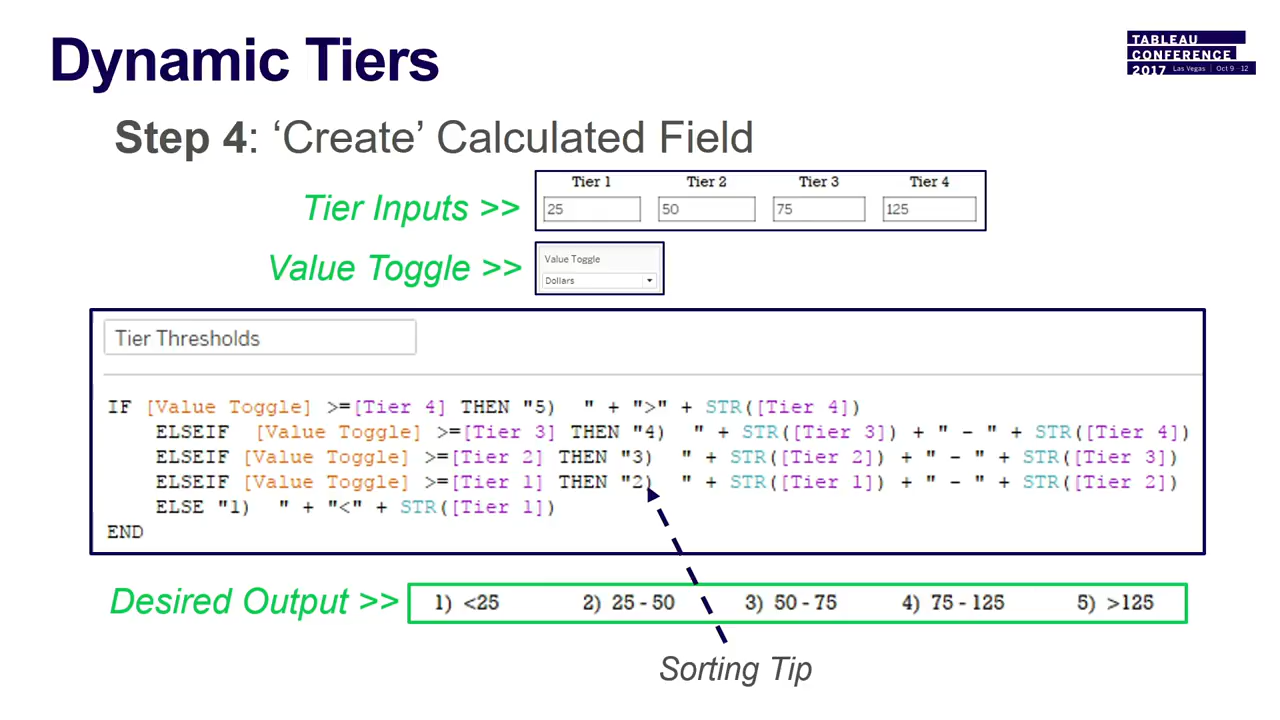 Dynamic Tiers
TABLEAU
CONFERENCE
2017 Las Vegas | Oct 9 - 12
Step 4: ‘Create’ Calculated Field
Tier Inputs >>
Tier 1 Tier 2 Tier 3 Tier 4
25 50 75 125
Value Toggle >>
Value Toggle
Dollars
Tier Thresholds
IF [Value Toggle] >=[Tier 4] THEN "5)  " + ">" + STR([Tier 4])
ELSEIF  [Value Toggle] >=[Tier 3] THEN "4)  " + STR([Tier 3]) + " - " + STR([Tier 4])
ELSEIF [Value Toggle] >=[Tier 2] THEN "3)  " + STR([Tier 2]) + " - " + STR([Tier 3])
ELSEIF [Value Toggle] >=[Tier 1] THEN "2)  " + STR([Tier 1]) + " - " + STR([Tier 2])
ELSE "1)  " + "<" + STR([Tier 1])
END
Desired Output >>
1) <25 2) 25 - 50 3) 50 - 75 4) 75 - 125 5) >125
Sorting Tip